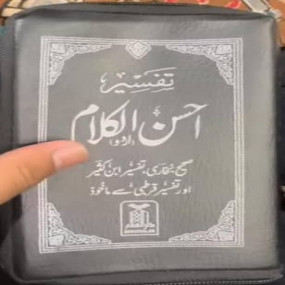 تفسیر
احسن الکلام
(اردو)
صحیح بخاری، تفسیر ابن کثیر
اور تفسیر قرطبی سے ماخوذ